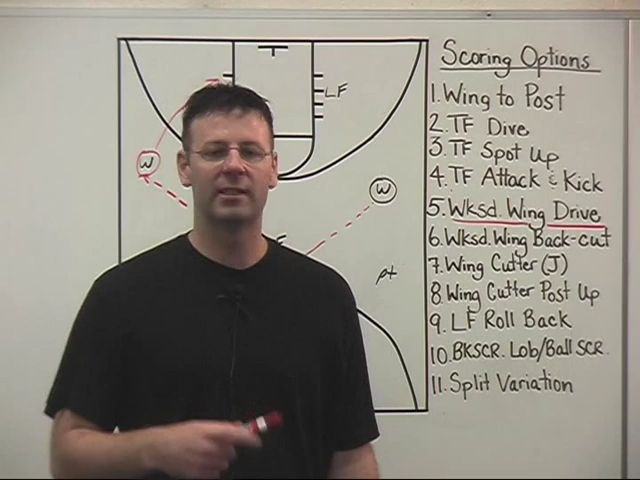 Scoring Options
1. Wing to Post
2. TF Dive
3. TF Spot Up
4. TF Attack & Kick
5. Wksd. Wing Drive
6. Wksd. Wing Back-cut
7. Wing Cutter (J)
8. Wing Cutter Post Up
9. LF Roll Back
10. BKSCR. Lob/Ball SCR.
11. Split Variation
LF
W
W
F
Pt